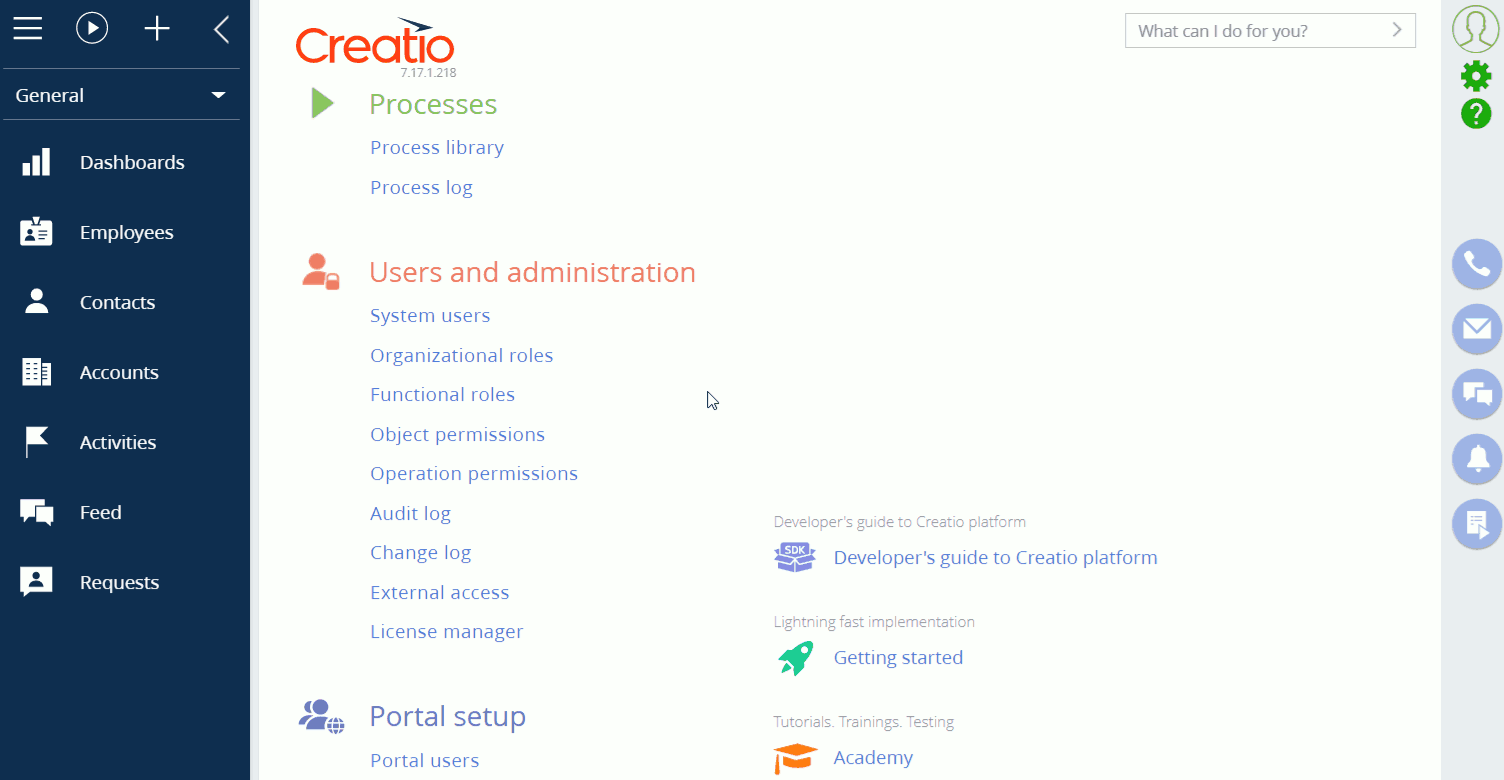 General
Dashboards
Employees
Contacts
Accounts
Activities
Feed
Requests
Creatio
7.17.1.218
What can I do for you?
Processes
Process library
Process log
Users and administration
System users
Organizational roles
Functional roles
Object permissions
Operation permissions
Audit log
Change log
External access
License manager
Portal setup
Portal users
Developer's guide to Creatio platform
SDK
Developer's guide to Creatio platform
Lightning fast implementation
Getting started
Tutorials. Trainings. Testing
Academy
?